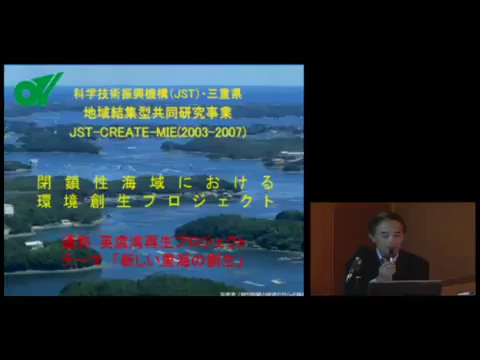 科学技術振興機構(JST)・三重県
地域結集型共同研究事業
JST-CREATE-MIE(2003-2007)
閉鎖性海域における
環境創生プロジェクト
英虞湾再生プロジェクト
テーマ 「新しい里海の創生」